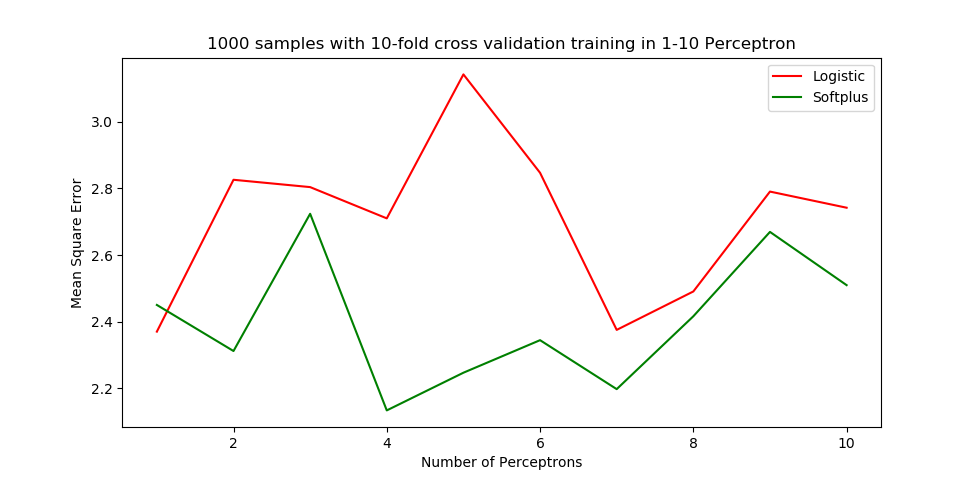 1000 samples with 10-fold cross validation training in 1-10 Perceptron
Logistic
Softplus
Mean Square Error
3.0
2.8
2.6
2.4
2.2
2 4 6 8 10
Number of Perceptrons